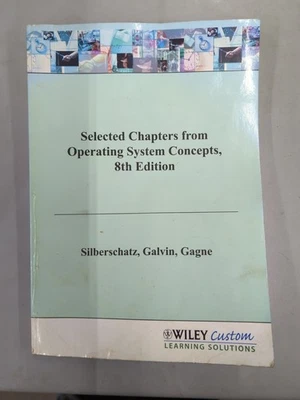 Selected Chapters from
Operating System Concepts,
8th Edition
Silberschatz, Galvin, Gagne
WILEY Custom
LEARNING SOLUTIONS